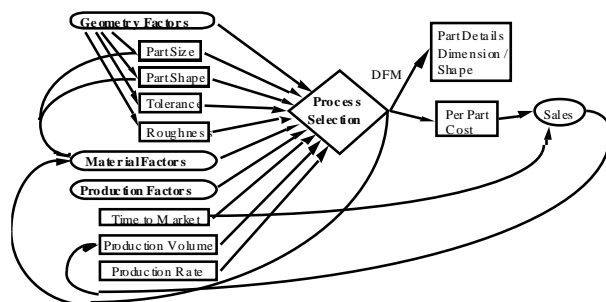 Geometry Factors
Part Size
Part Shape
Tolerance
Roughness
Material Factors
Production Factors
Time to Market
Production Volume
Production Rate
Process
Selection
DFM
Part Details
Dimension /
Shape
Per Part
Cost
Sales